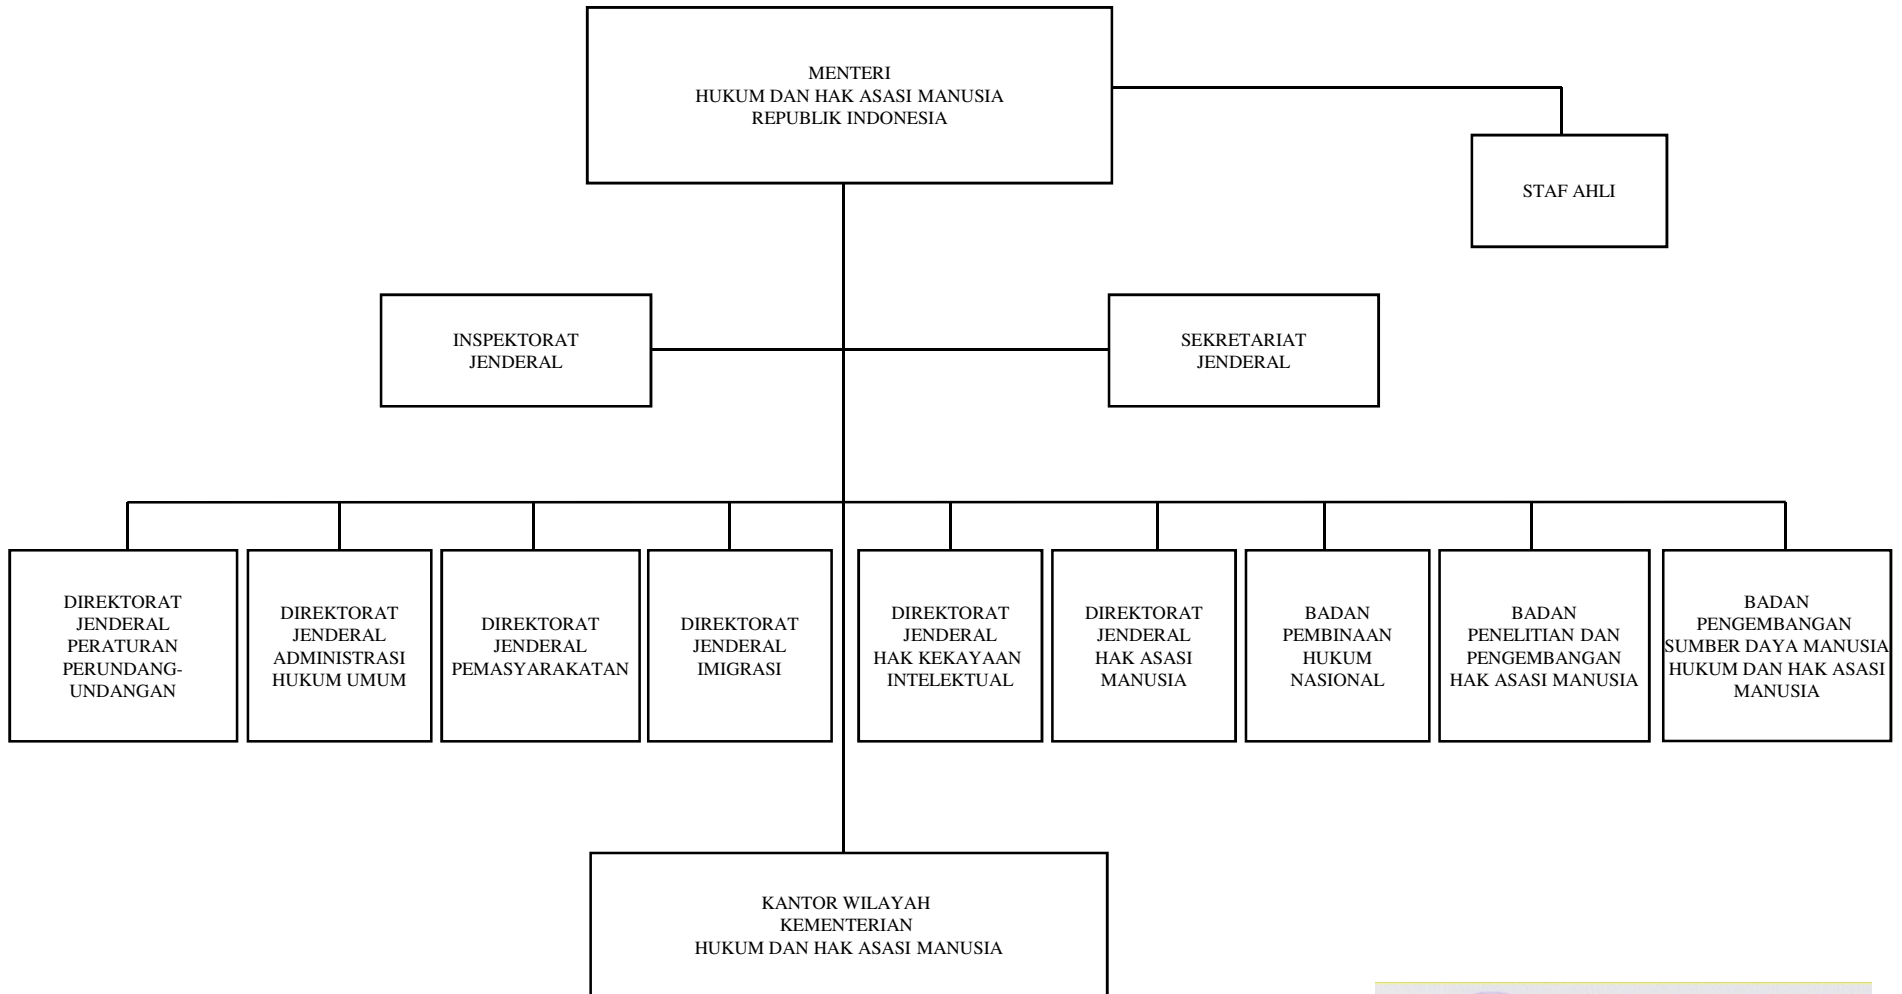 MENTERI
HUKUM DAN HAK ASASI MANUSIA
REPUBLIK INDONESIA
STAF AHLI
INSPEKTORAT
JENDERAL
SEKRETARIAT
JENDERAL
DIREKTORAT
JENDERAL
PERATURAN
PERUNDANG-
UNDANGAN
DIREKTORAT
JENDERAL
ADMINISTRASI
HUKUM UMUM
DIREKTORAT
JENDERAL
PEMASYARAKATAN
DIREKTORAT
JENDERAL
IMIGRASI
DIREKTORAT
JENDERAL
HAK KEKAYAAN
INTELEKTUAL
DIREKTORAT
JENDERAL
HAK ASASI
MANUSIA
BADAN
PEMBINAAN
HUKUM
NASIONAL
BADAN
PENELITIAN DAN
PENGEMBANGAN
HAK ASASI MANUSIA
BADAN
PENGEMBANGAN
SUMBER DAYA MANUSIA
HUKUM DAN HAK ASASI
MANUSIA
KANTOR WILAYAH
KEMENTERIAN
HUKUM DAN HAK ASASI MANUSIA